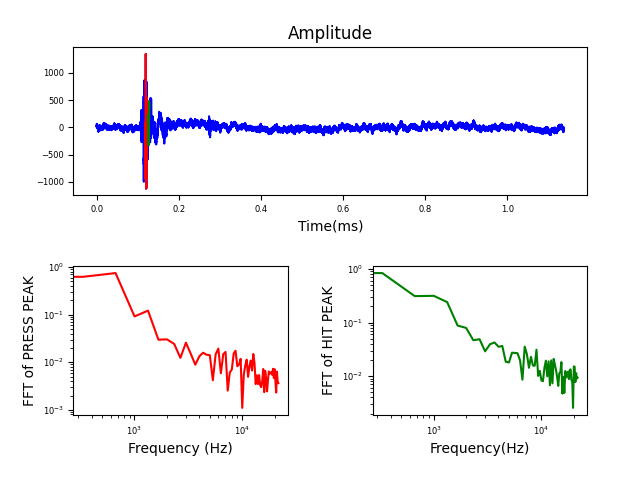 Amplitude
1000
500
0
−500
−1000
0.0 0.2 0.4 0.6 0.8 1.0
Time(ms)
FFT of PRESS PEAK
10⁰
10⁻¹
10⁻²
10⁻³
10³ 10⁴
Frequency (Hz)
FFT of HIT PEAK
10⁰
10⁻¹
10⁻²
10³ 10⁴
Frequency(Hz)